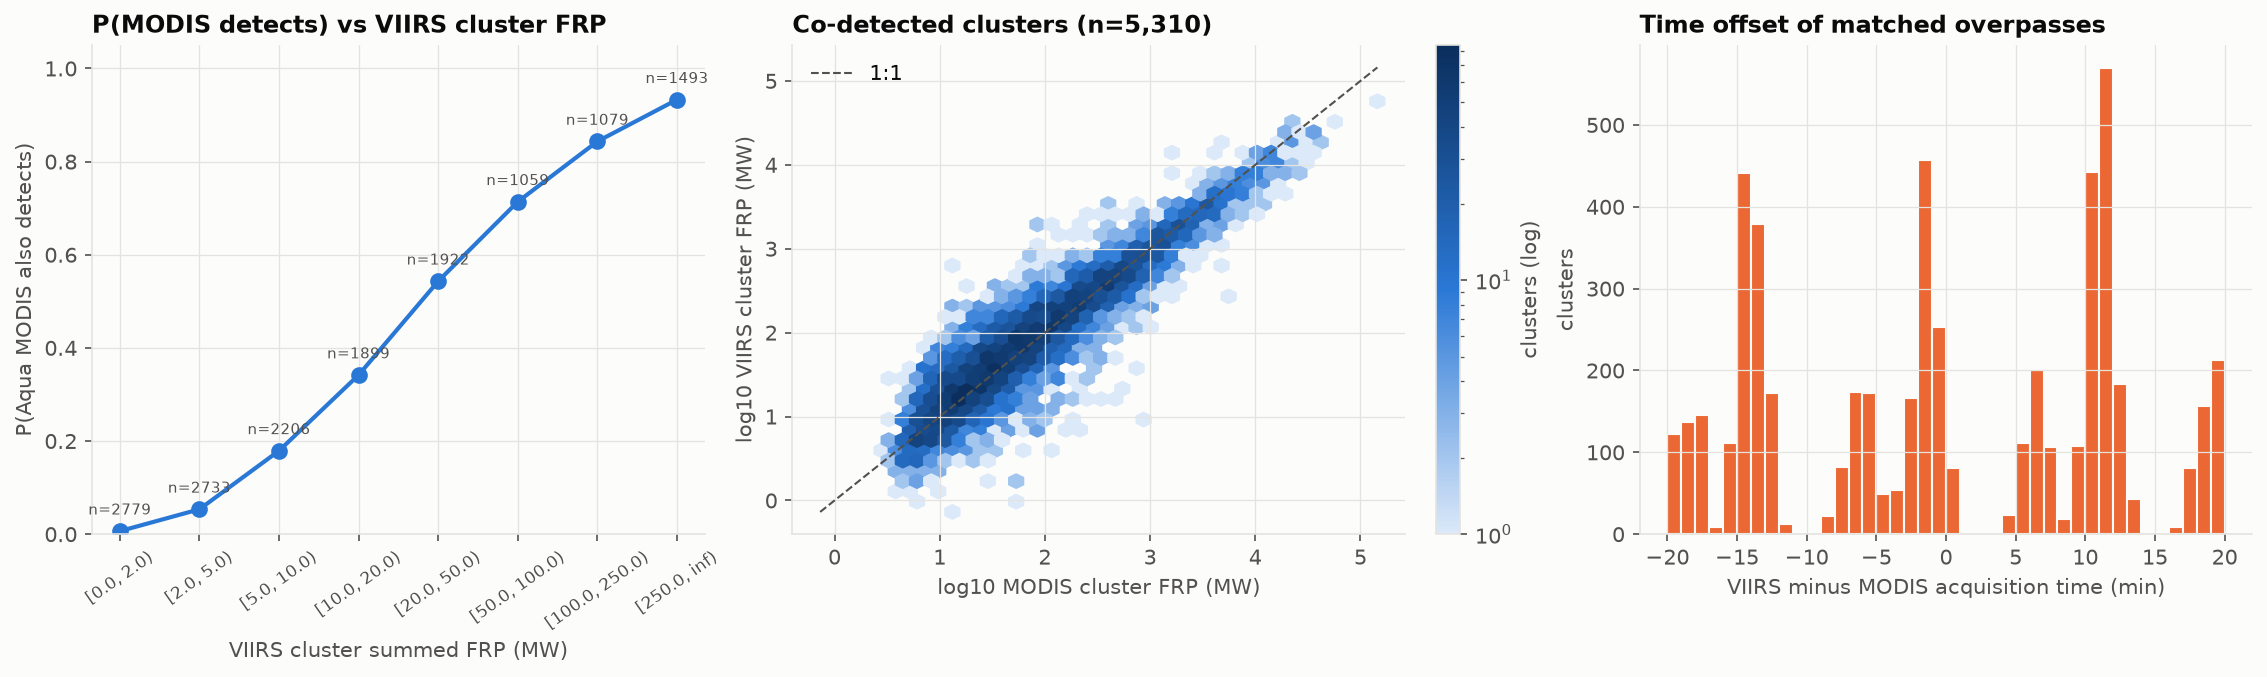 P(MODIS detects) vs VIIRS cluster FRP
P(Aqua MODIS also detects)
1.0
0.8
0.6
0.4
0.2
0.0
n=2779
n=2733
n=2206
n=1899
n=1922
n=1059
n=1079
n=1493
[0.0, 2.0)
[2.0, 5.0)
[5.0, 10.0)
[10.0, 20.0)
[20.0, 50.0)
[50.0, 100.0)
[100.0, 250.0)
[250.0, inf)
VIIRS cluster summed FRP (MW)
Co-detected clusters (n=5,310)
1:1
log10 VIIRS cluster FRP (MW)
5
4
3
2
1
0
0
1
2
3
4
5
log10 MODIS cluster FRP (MW)
10¹
10⁰
clusters (log)
Time offset of matched overpasses
clusters
500
400
300
200
100
0
−20
−15
−10
−5
0
5
10
15
20
VIIRS minus MODIS acquisition time (min)